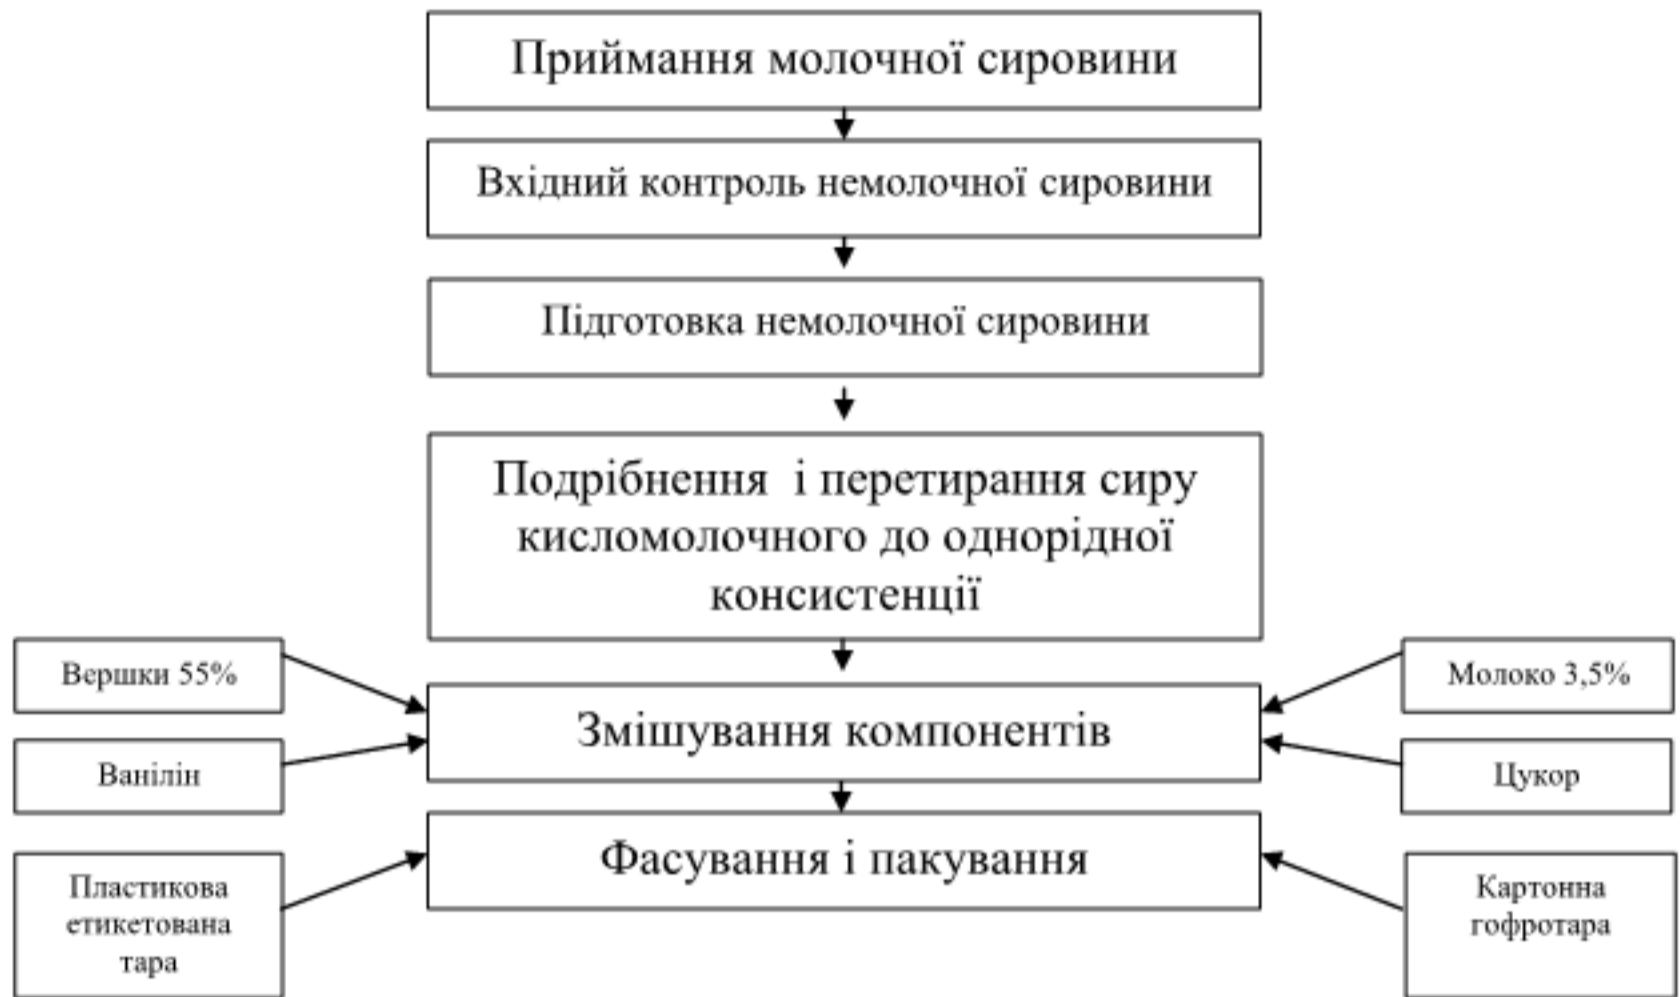 Приймання молочної сировини
Вхідний контроль немолочної сировини
Підготовка немолочної сировини
Подрібнення і перетирання сиру
кисломолочного до однорідної
консистенції
Вершки 55%
Молоко 3,5%
Змішування компонентів
Ванілін
Цукор
Фасування і пакування
Пластикова
етикетована
тара
Картонна
гофротара